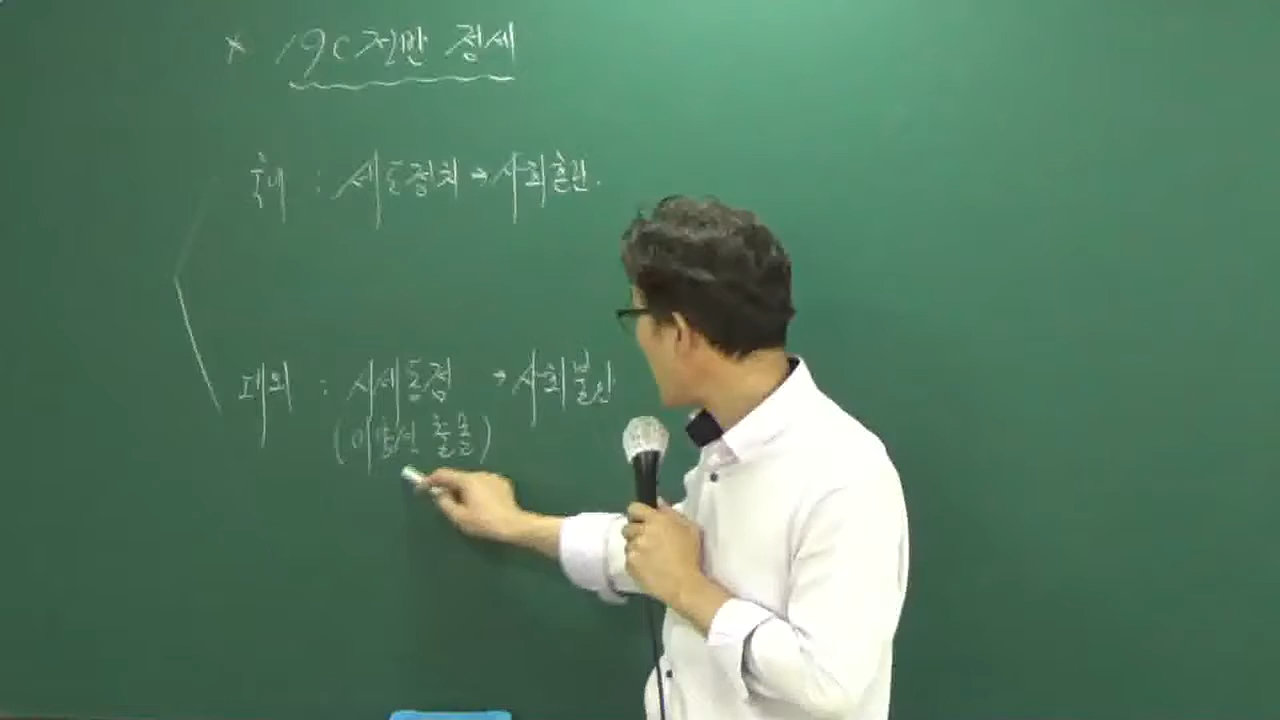 * 19C 전반 정세
국내 : 세도정치 → 사회혼란.
대외 : 서세동점 → 사회불안
(이양선 출몰)